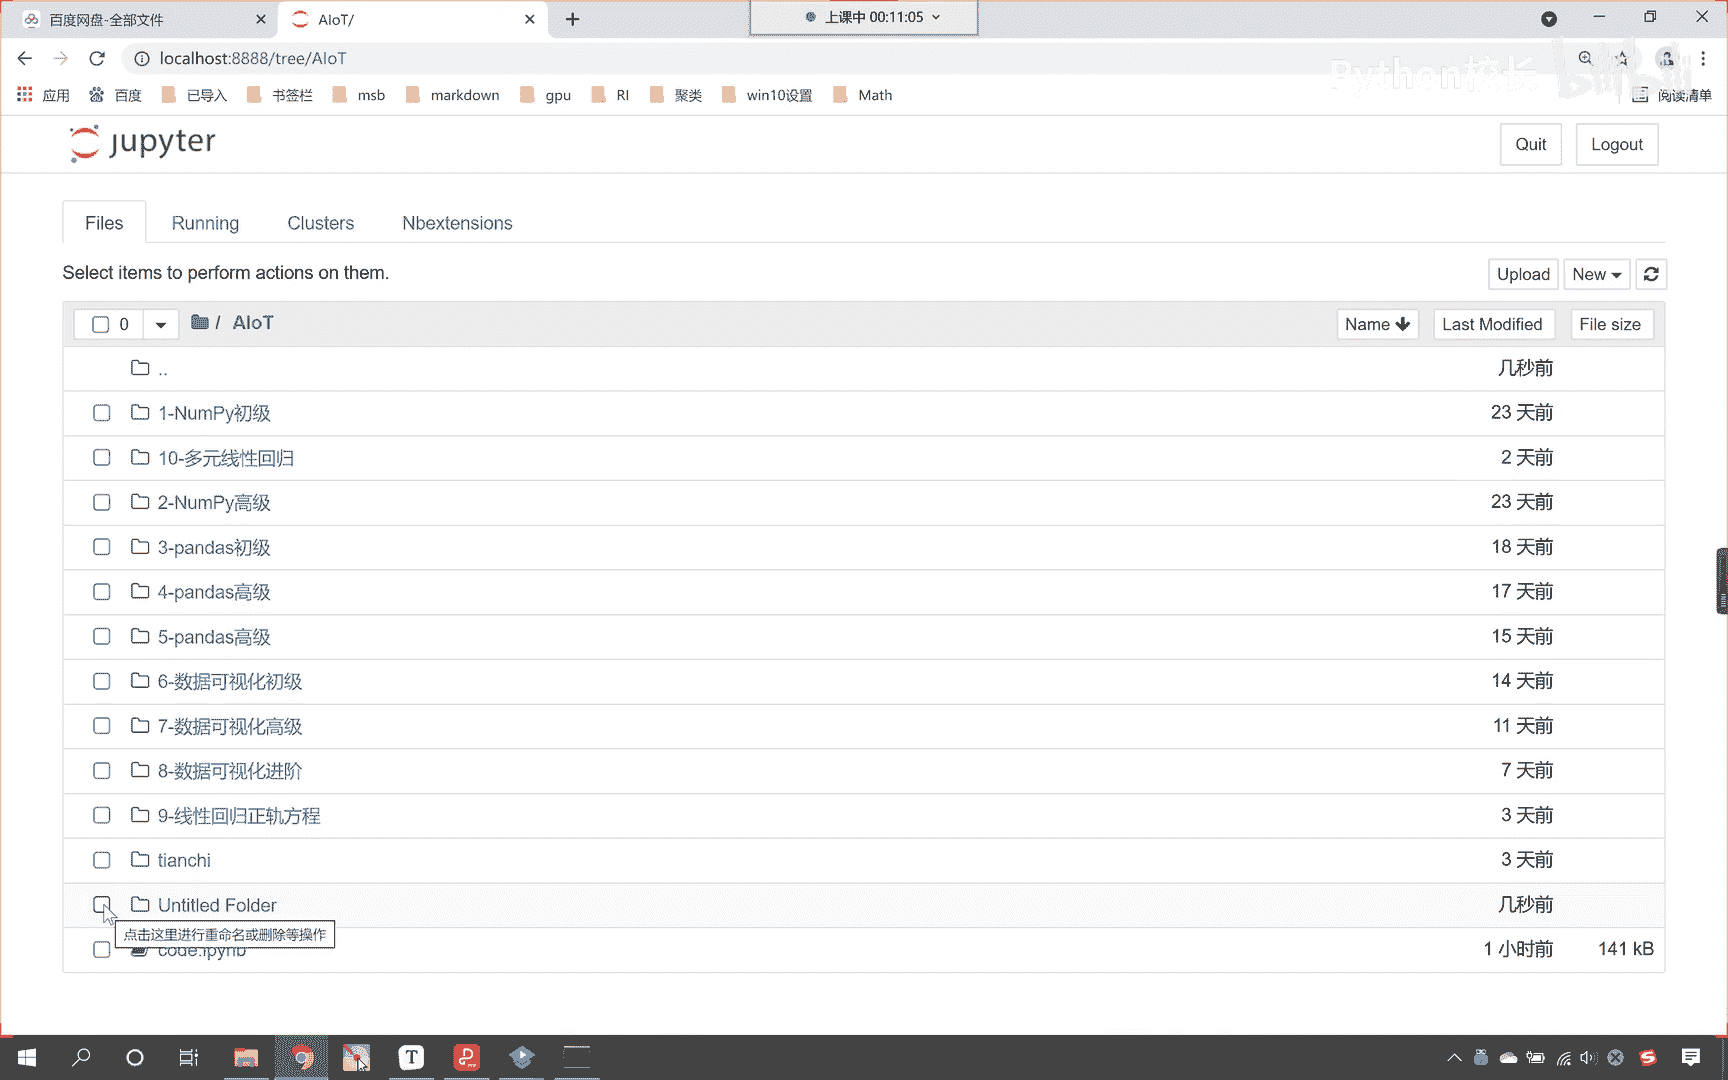 百度网盘-全部文件
AIoT/
上课中 00:11:05
localhost:8888/tree/AIoT
Python校长
应用
百度
已导入
书签栏
msb
markdown
gpu
RI
聚类
win10设置
Math
阅读清单
jupyter
Quit
Logout
Files
Running
Clusters
Nbextensions
Select items to perform actions on them.
Upload
New
0
/ AIoT
Name
Last Modified
File size
..
几秒前
1-NumPy初级
23 天前
10-多元线性回归
2 天前
2-NumPy高级
23 天前
3-pandas初级
18 天前
4-pandas高级
17 天前
5-pandas高级
15 天前
6-数据可视化初级
14 天前
7-数据可视化高级
11 天前
8-数据可视化进阶
7 天前
9-线性回归正轨方程
3 天前
tianchi
3 天前
Untitled Folder
几秒前
点击这里进行重命名或删除等操作
code.ipynb
1 小时前
141 kB